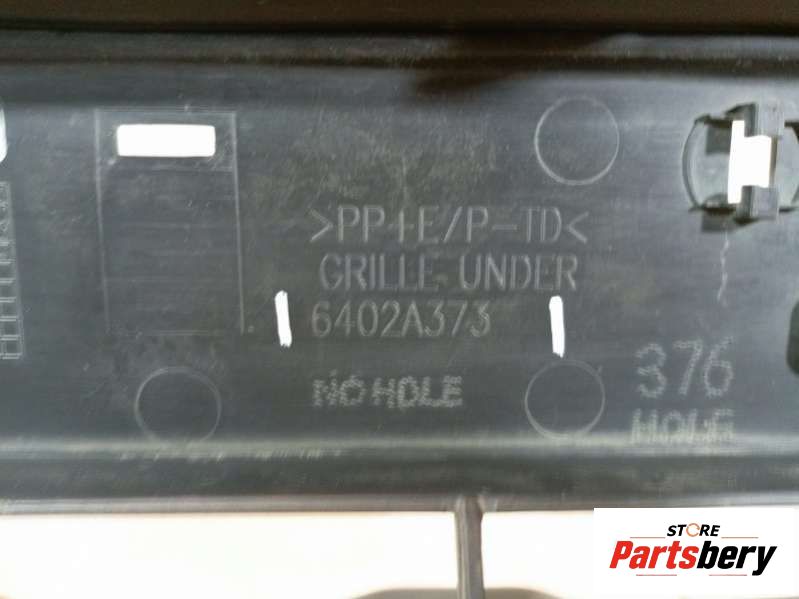 >PP+E/P-TD<
GRILLE, UNDER
6402A373
NO HOLE
376
HOLE
STORE
Partsbery